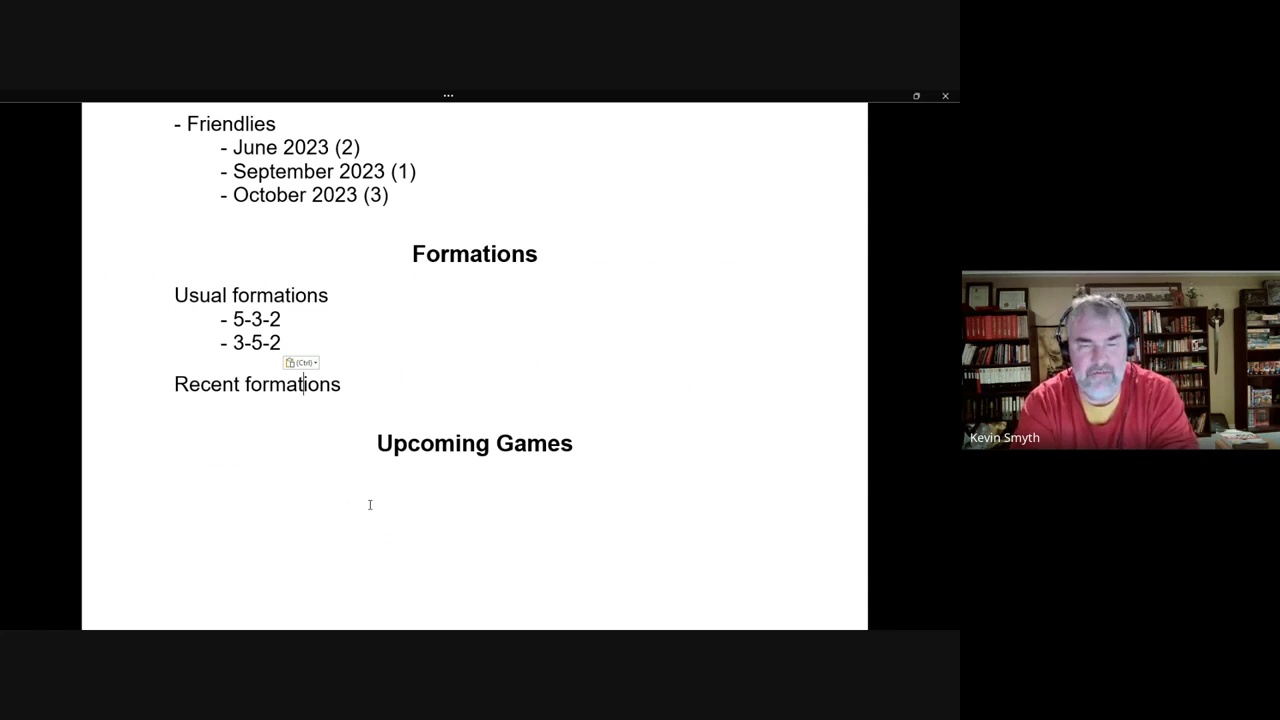 - Friendlies
- June 2023 (2)
- September 2023 (1)
- October 2023 (3)
Formations
Usual formations
- 5-3-2
- 3-5-2
(Ctrl)
Recent formations
Upcoming Games
Kevin Smyth